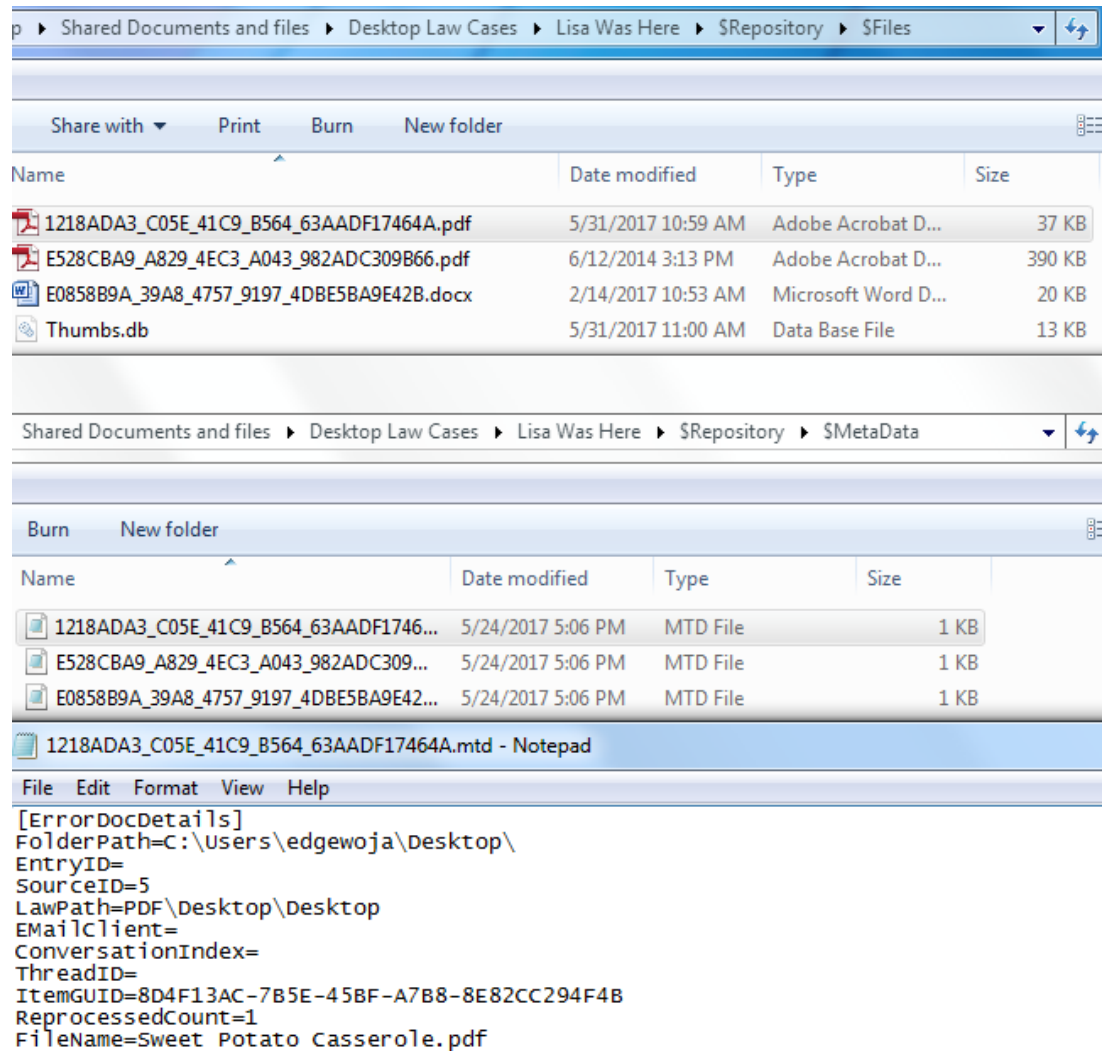 p ▸ Shared Documents and files ▸ Desktop Law Cases ▸ Lisa Was Here ▸ $Repository ▸ $Files
Share with ▾ Print Burn New folder
Name Date modified Type Size
1218ADA3_C05E_41C9_B564_63AADF17464A.pdf 5/31/2017 10:59 AM Adobe Acrobat D... 37 KB
E528CBA9_A829_4EC3_A043_982ADC309B66.pdf 6/12/2014 3:13 PM Adobe Acrobat D... 390 KB
E0858B9A_39A8_4757_9197_4DBE5BA9E42B.docx 2/14/2017 10:53 AM Microsoft Word D... 20 KB
Thumbs.db 5/31/2017 11:00 AM Data Base File 13 KB
Shared Documents and files ▸ Desktop Law Cases ▸ Lisa Was Here ▸ $Repository ▸ $MetaData
Burn New folder
Name Date modified Type Size
1218ADA3_C05E_41C9_B564_63AADF1746... 5/24/2017 5:06 PM MTD File 1 KB
E528CBA9_A829_4EC3_A043_982ADC309... 5/24/2017 5:06 PM MTD File 1 KB
E0858B9A_39A8_4757_9197_4DBE5BA9E42... 5/24/2017 5:06 PM MTD File 1 KB
1218ADA3_C05E_41C9_B564_63AADF17464A.mtd - Notepad
File Edit Format View Help
[ErrorDocDetails]
FolderPath=C:\Users\edgewoja\Desktop\
EntryID=
SourceID=5
LawPath=PDF\Desktop\Desktop
EMailClient=
ConversationIndex=
ThreadID=
ItemGUID=8D4F13AC-7B5E-45BF-A7B8-8E82CC294F4B
ReprocessedCount=1
FileName=Sweet Potato Casserole.pdf